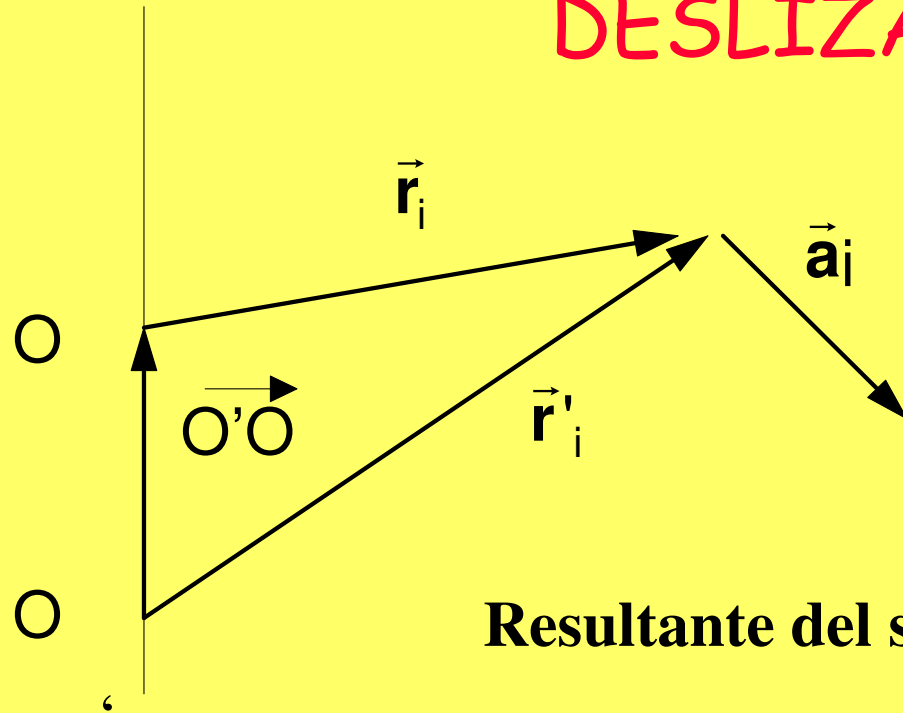 DESLIZA
r⃗i
a⃗i
O
O’O
r⃗'i
O
Resultante del s
‘